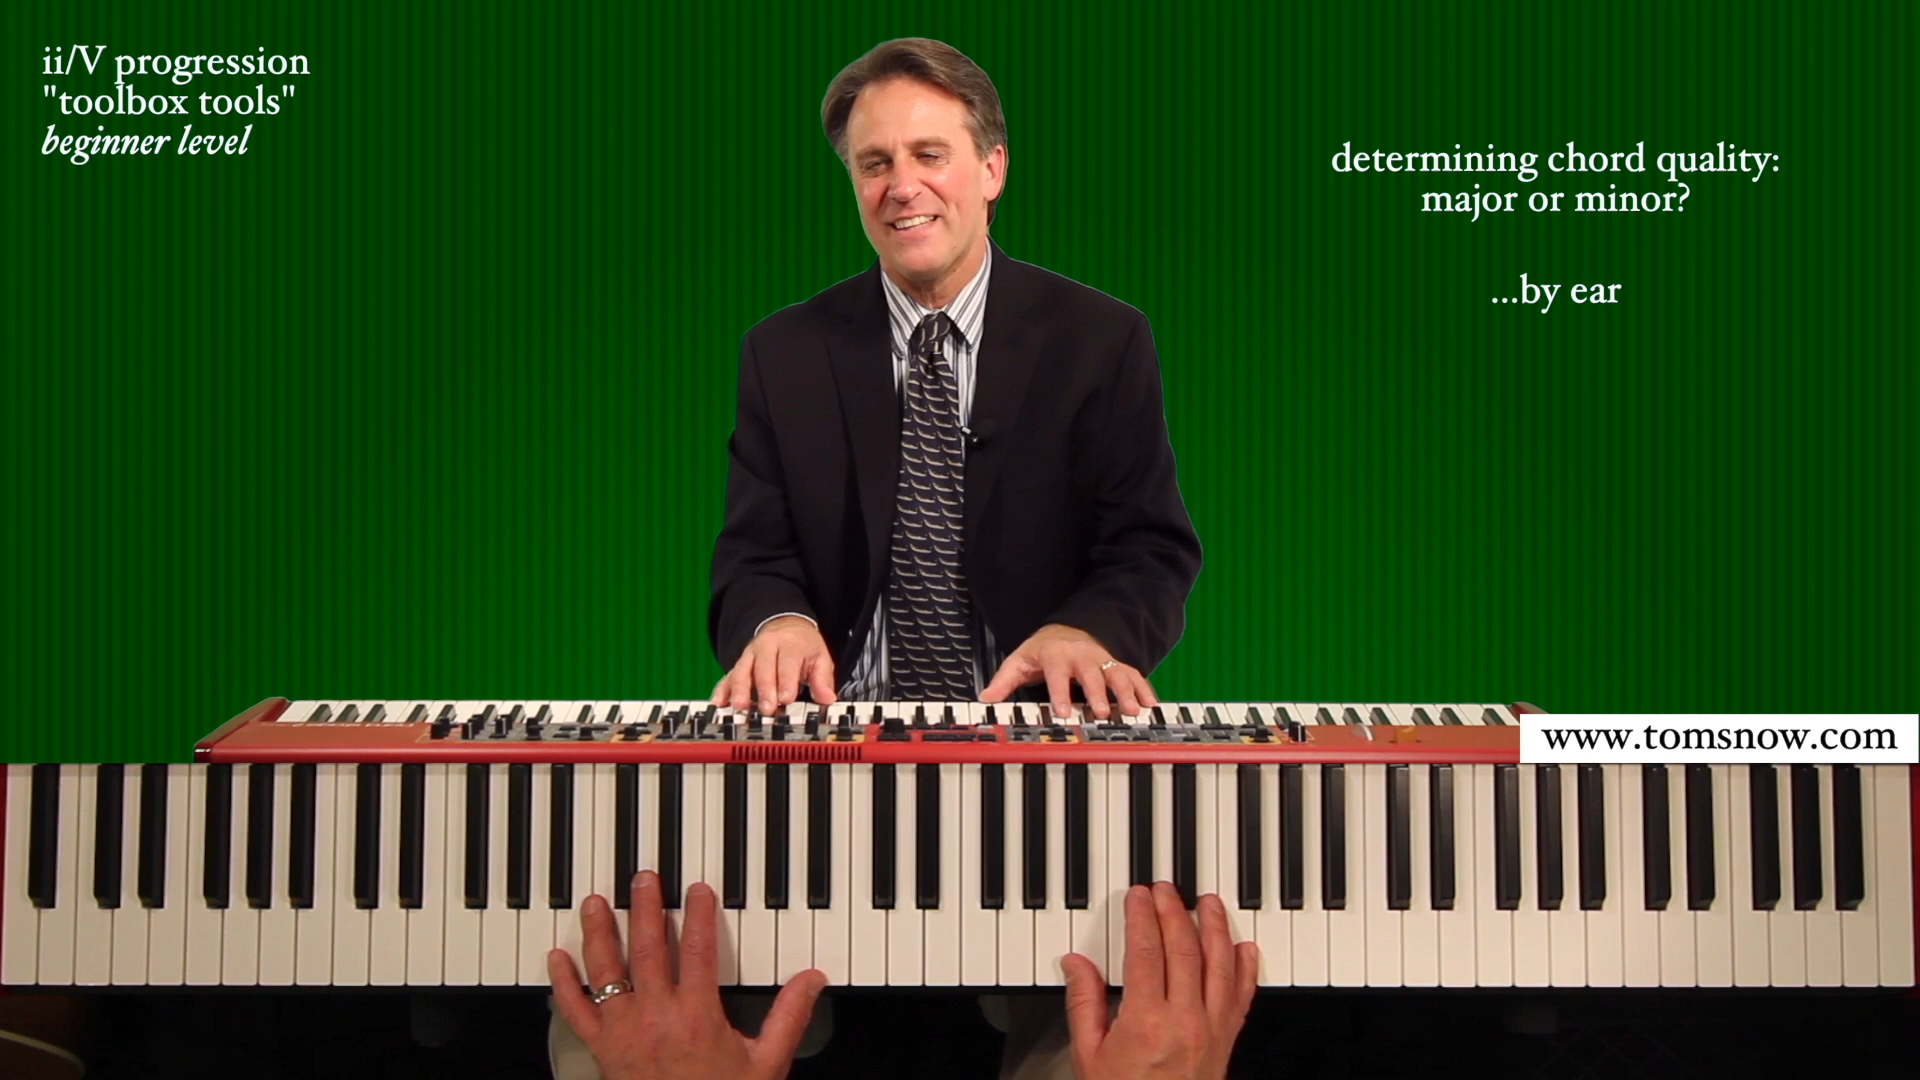 ii/V progression
"toolbox tools"
beginner level
determining chord quality:
major or minor?
...by ear
www.tomsnow.com